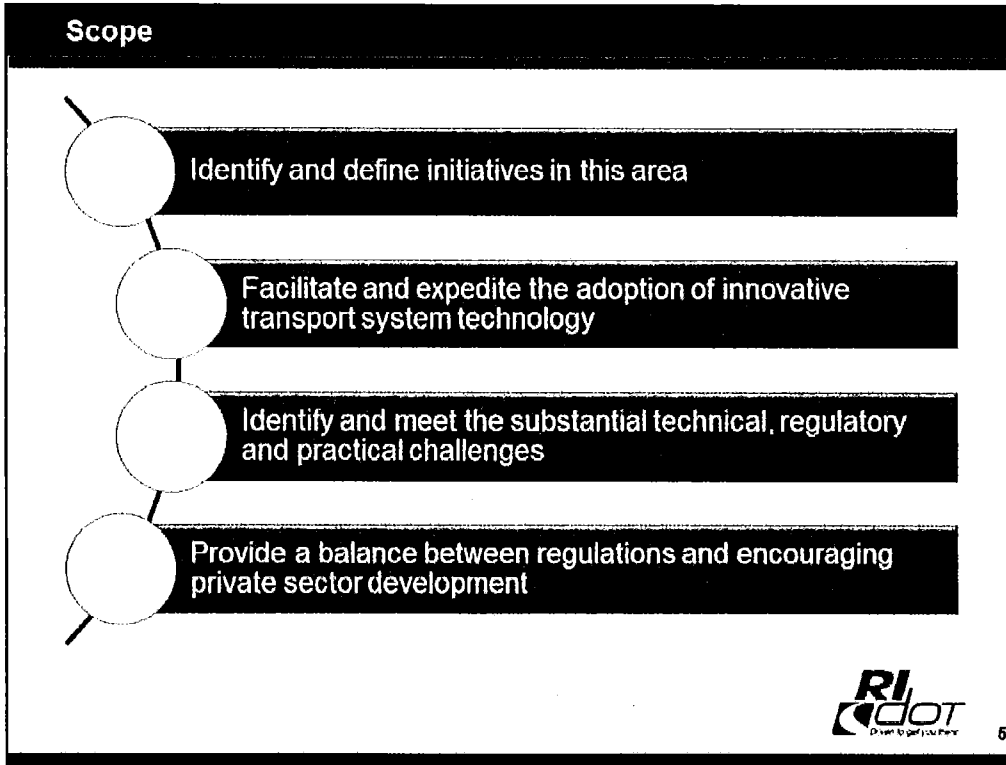 Scope
Identify and define initiatives in this area
Facilitate and expedite the adoption of innovative
transport system technology
Identify and meet the substantial technical, regulatory
and practical challenges
Provide a balance between regulations and encouraging
private sector development
RI
DOT
5